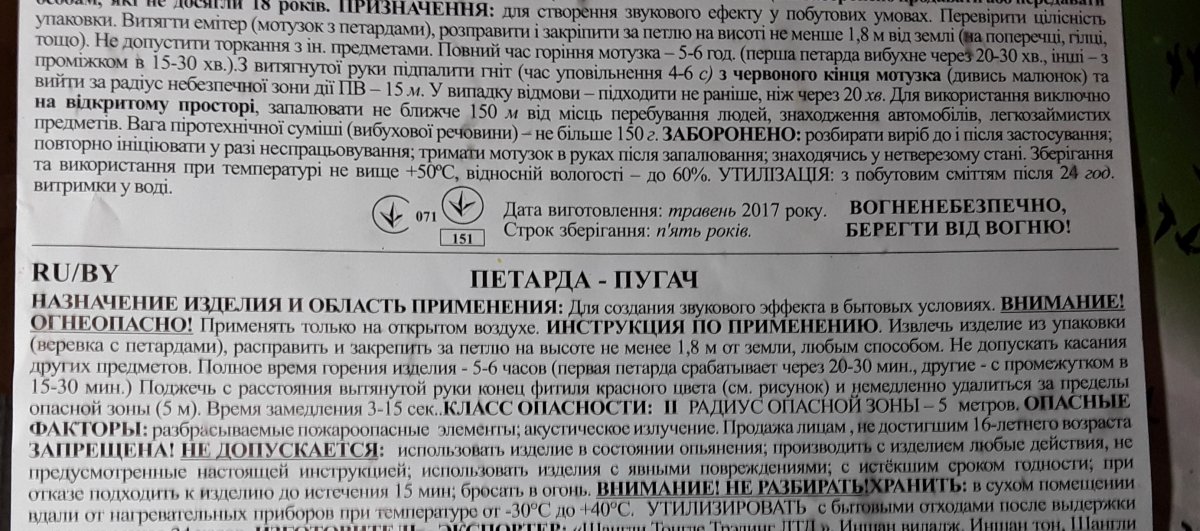 особам, які не досягли 18 років. ПРИЗНАЧЕННЯ: для створення звукового ефекту у побутових умовах. Перевірити цілісність
упаковки. Витягти емітер (мотузок з петардами), розправити і закріпити за петлю на висоті не менше 1,8 м від землі (на поперечці, гілці,
тощо). Не допустити торкання з ін. предметами. Повний час горіння мотузка – 5-6 год. (перша петарда вибухне через 20-30 хв., інші – з
проміжком в 15-30 хв.).З витягнутої руки підпалити гніт (час уповільнення 4-6 с) з червоного кінця мотузка (дивись малюнок) та
вийти за радіус небезпечної зони дії ПВ – 15 м. У випадку відмови – підходити не раніше, ніж через 20 хв. Для використання виключно
на відкритому просторі, запалювати не ближче 150 м від місць перебування людей, знаходження автомобілів, легкозаймистих
предметів. Вага піротехнічної суміші (вибухової речовини) – не більше 150 г. ЗАБОРОНЕНО: розбирати виріб до і після застосування;
повторно ініціювати у разі неспрацьовування; тримати мотузок в руках після запалювання; знаходячись у нетверезому стані. Зберігання
та використання при температурі не вище +50ºС, відносній вологості – до 60%. УТИЛІЗАЦІЯ: з побутовим сміттям після 24 год.
витримки у воді.
071
151
Дата виготовлення: травень 2017 року.
Строк зберігання: п'ять років.
ВОГНЕНЕБЕЗПЕЧНО,
БЕРЕГТИ ВІД ВОГНЮ!
RU/BY
ПЕТАРДА - ПУГАЧ
НАЗНАЧЕНИЕ ИЗДЕЛИЯ И ОБЛАСТЬ ПРИМЕНЕНИЯ: Для создания звукового эффекта в бытовых условиях. ВНИМАНИЕ!
ОГНЕОПАСНО! Применять только на открытом воздухе. ИНСТРУКЦИЯ ПО ПРИМЕНЕНИЮ. Извлечь изделие из упаковки
(веревка с петардами), расправить и закрепить за петлю на высоте не менее 1,8 м от земли, любым способом. Не допускать касания
других предметов. Полное время горения изделия - 5-6 часов (первая петарда срабатывает через 20-30 мин., другие - с промежутком в
15-30 мин.) Поджечь с расстояния вытянутой руки конец фитиля красного цвета (см. рисунок) и немедленно удалиться за пределы
опасной зоны (5 м). Время замедления 3-15 сек..КЛАСС ОПАСНОСТИ: II РАДИУС ОПАСНОЙ ЗОНЫ – 5 метров. ОПАСНЫЕ
ФАКТОРЫ: разбрасываемые пожароопасные элементы; акустическое излучение. Продажа лицам , не достигшим 16-летнего возраста
ЗАПРЕЩЕНА! НЕ ДОПУСКАЕТСЯ: использовать изделие в состоянии опьянения; производить с изделием любые действия, не
предусмотренные настоящей инструкцией; использовать изделия с явными повреждениями; с истёкшим сроком годности; при
отказе подходить к изделию до истечения 15 мин; бросать в огонь. ВНИМАНИЕ! НЕ РАЗБИРАТЬ!ХРАНИТЬ: в сухом помещении
вдали от нагревательных приборов при температуре от -30ºС до +40ºС. УТИЛИЗИРОВАТЬ с бытовыми отходами после выдержки